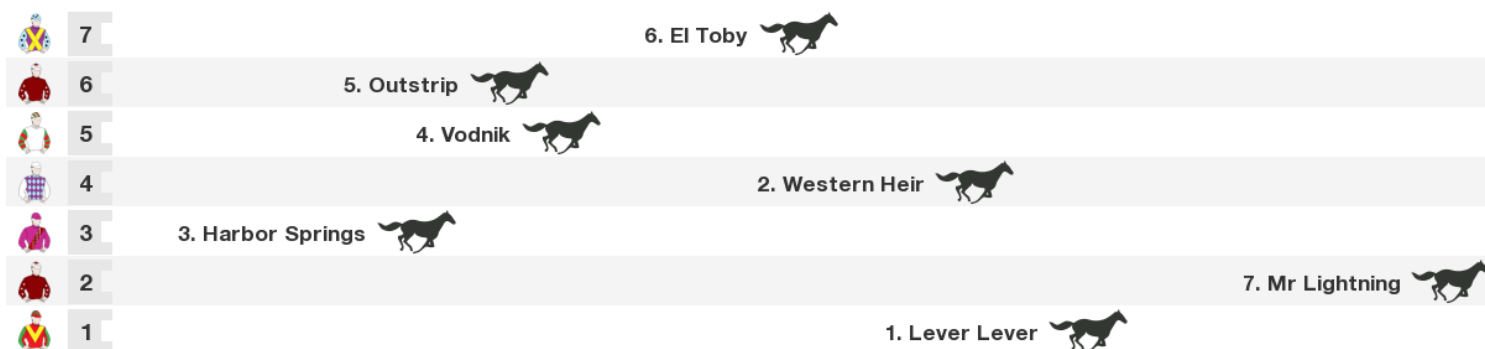 7 6. El Toby
6 5. Outstrip
5 4. Vodnik
4 2. Western Heir
3 3. Harbor Springs
2 7. Mr Lightning
1 1. Lever Lever